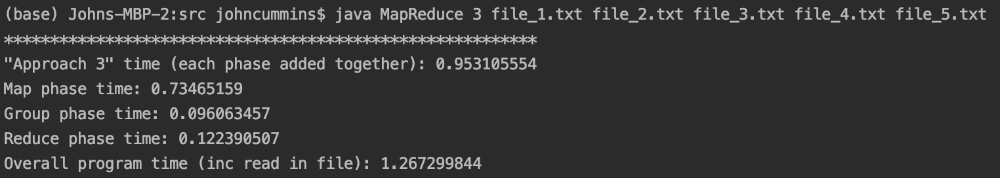 (base) Johns-MBP-2:src johncummins$ java MapReduce 3 file_1.txt file_2.txt file_3.txt file_4.txt file_5.txt
**********************************************************
"Approach 3" time (each phase added together): 0.953105554
Map phase time: 0.73465159
Group phase time: 0.096063457
Reduce phase time: 0.122390507
Overall program time (inc read in file): 1.267299844